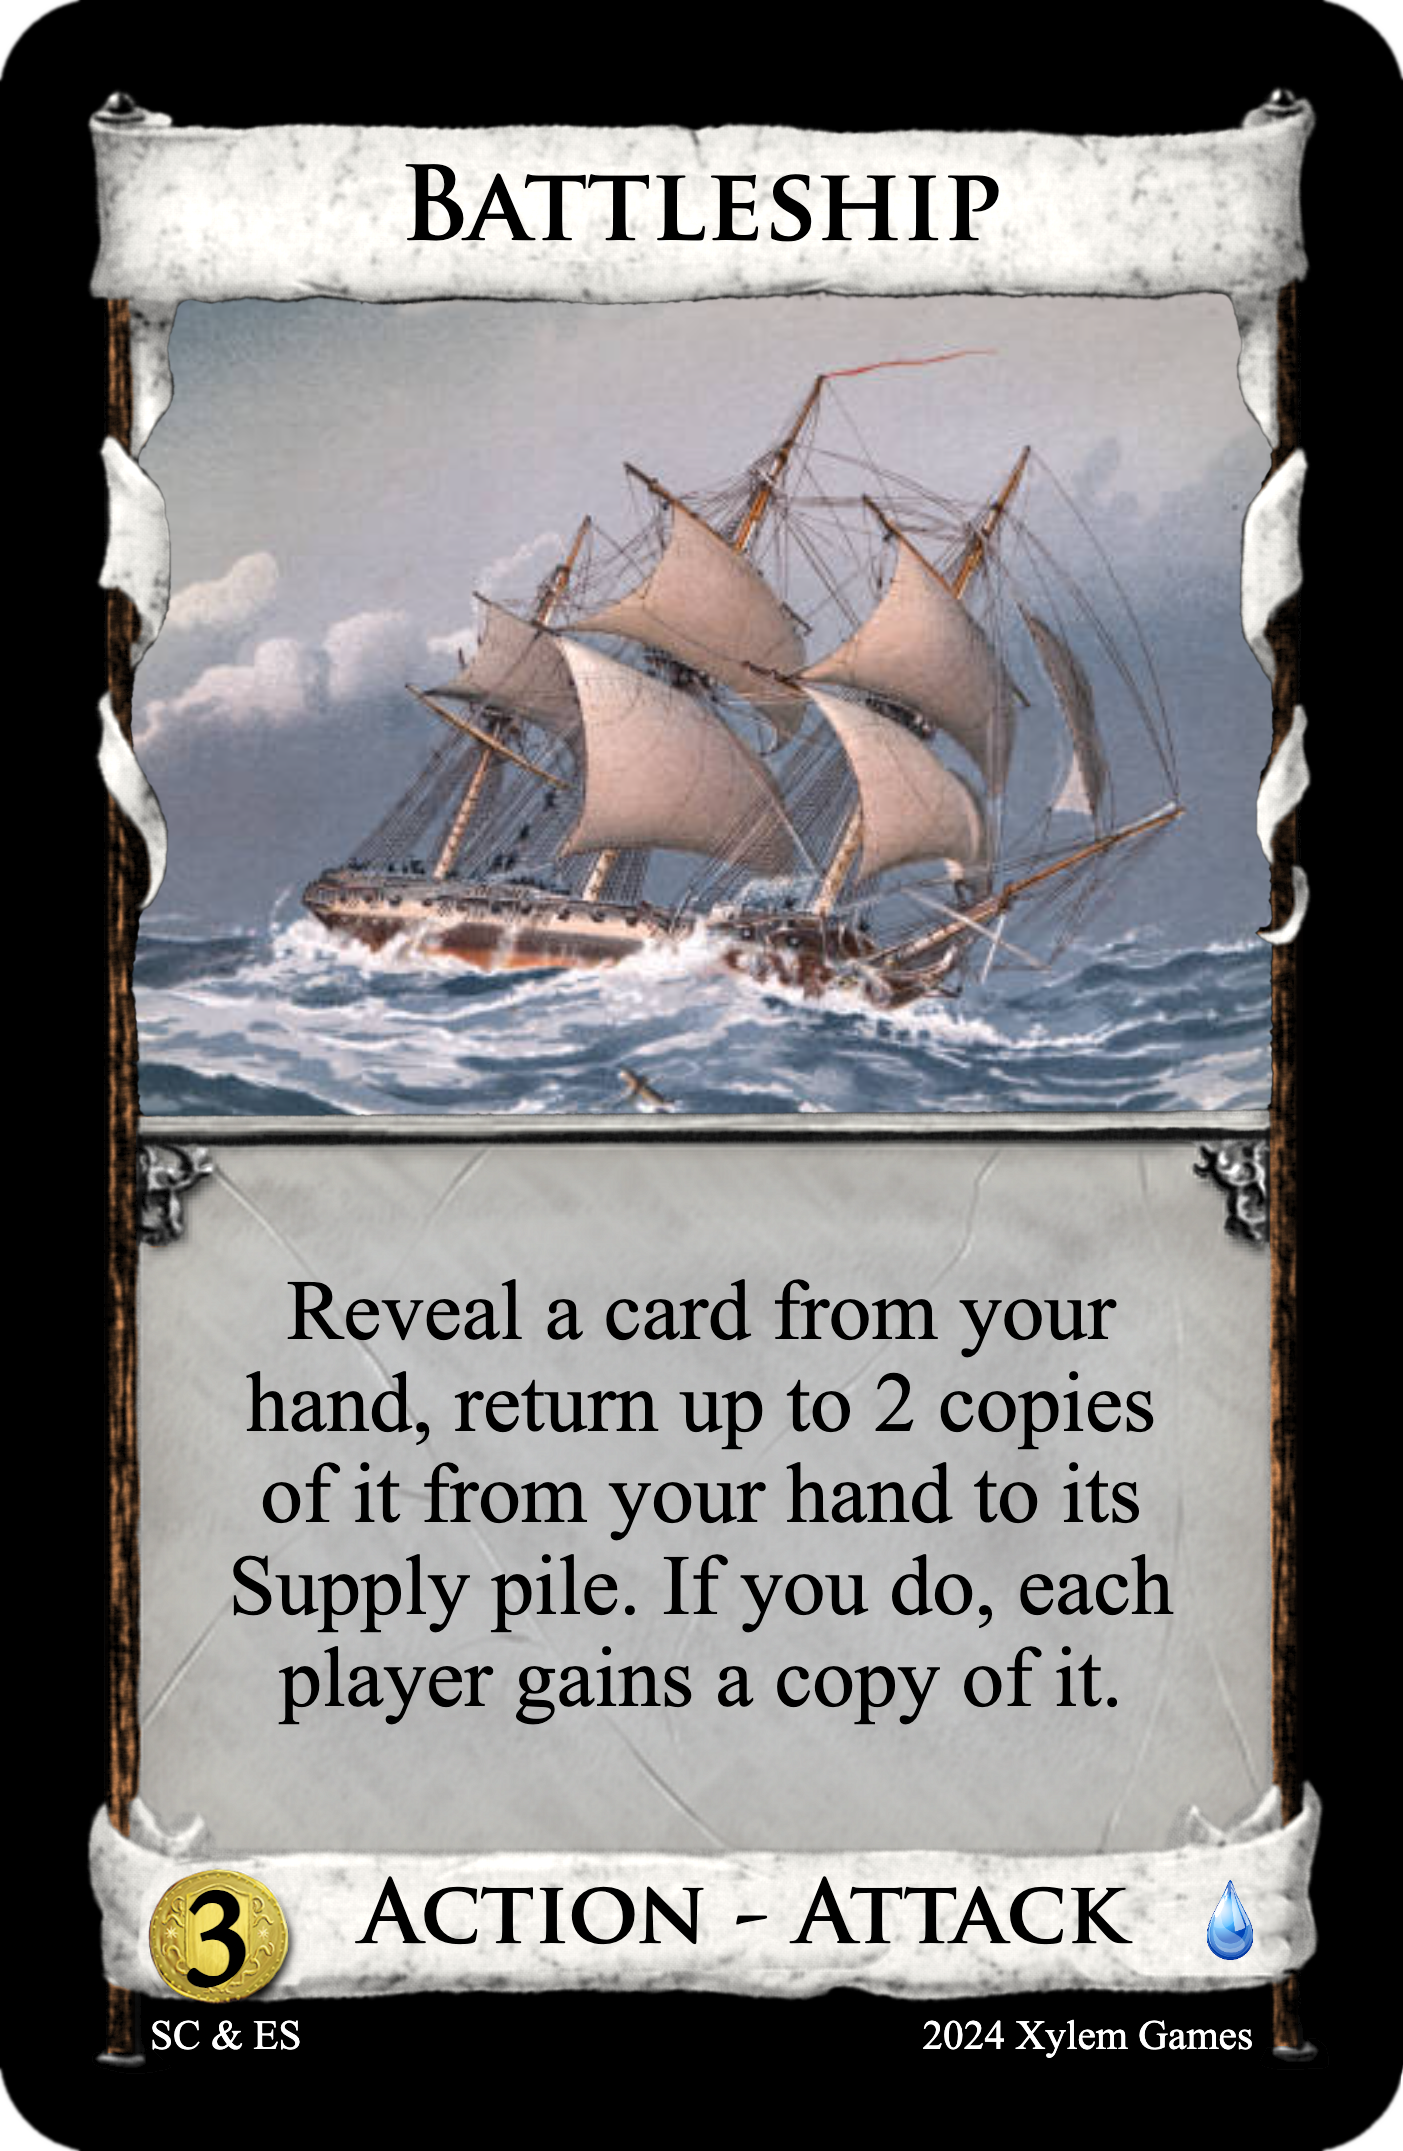 BATTLESHIP
Reveal a card from your
hand, return up to 2 copies
of it from your hand to its
Supply pile. If you do, each
player gains a copy of it.
3 ACTION - ATTACK
SC & ES 2024 Xylem Games